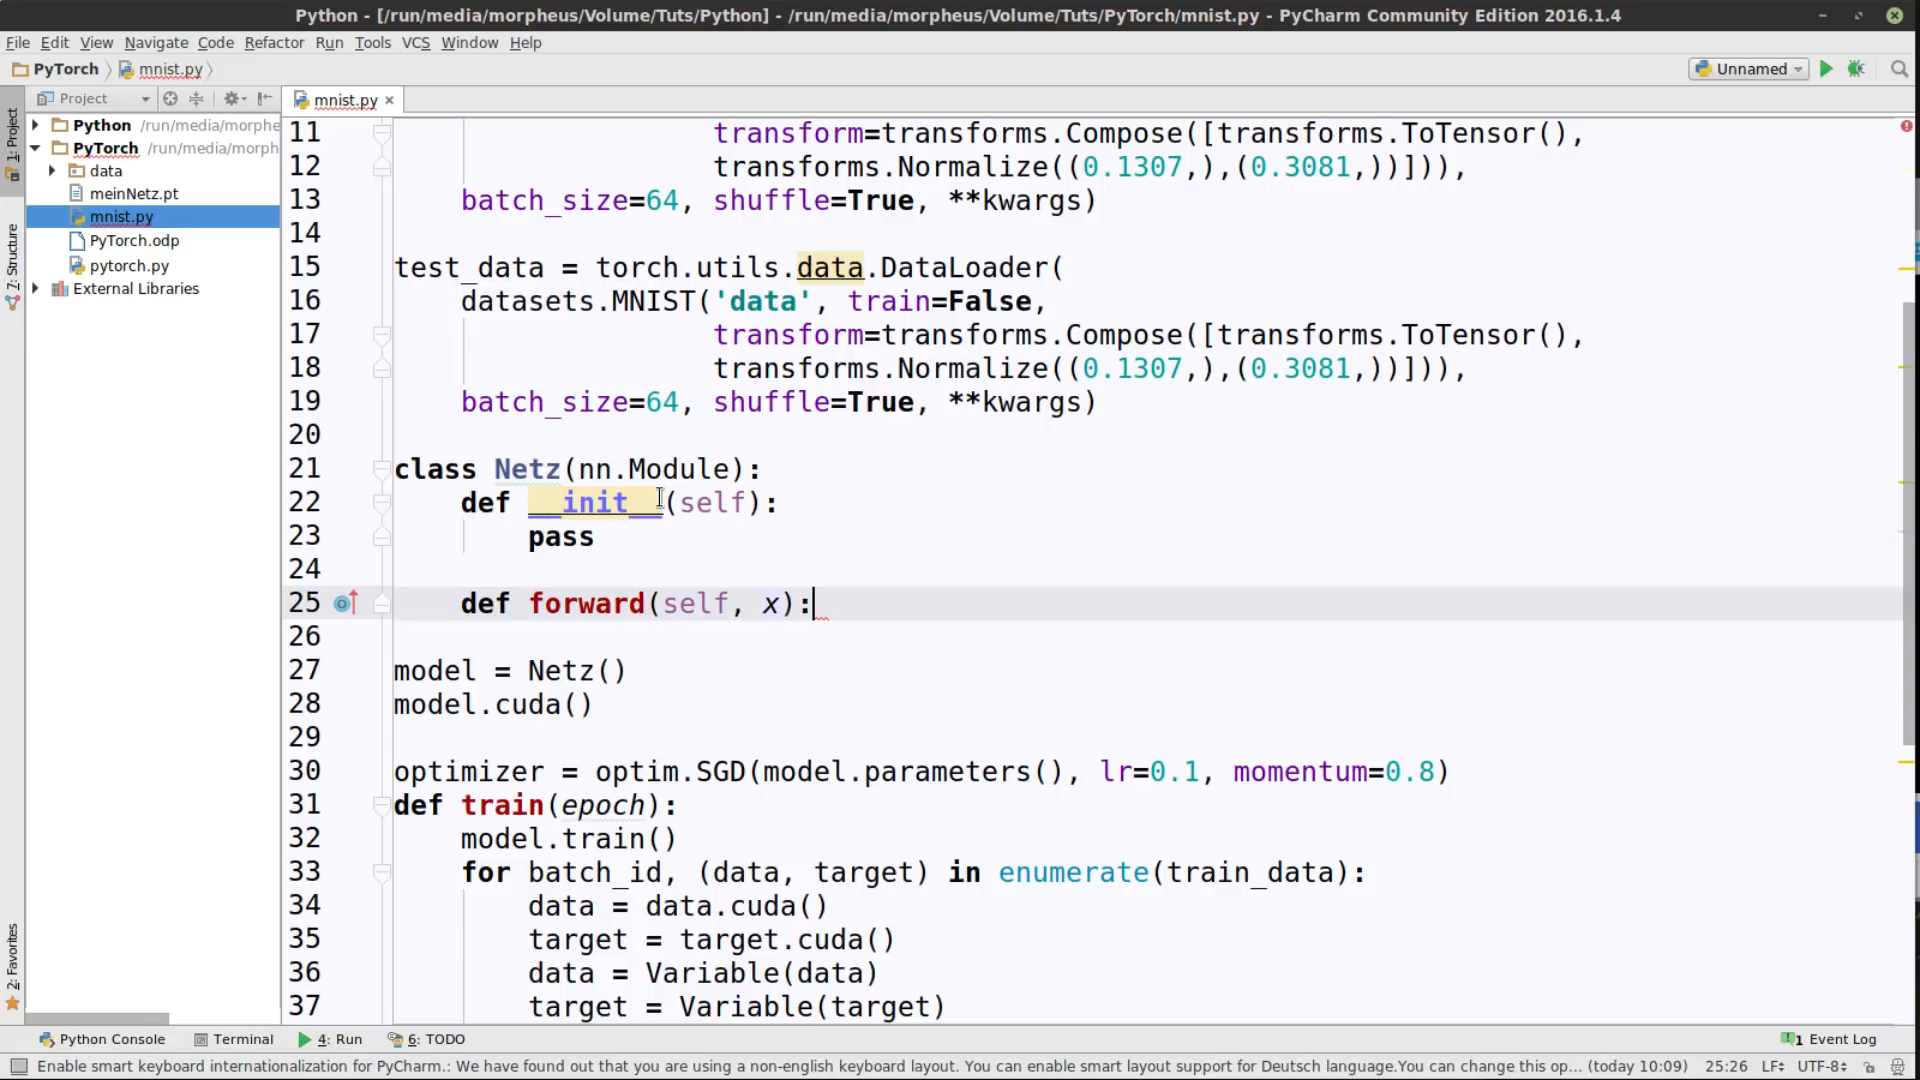 Python - [/run/media/morpheus/Volume/Tuts/Python] - /run/media/morpheus/Volume/Tuts/PyTorch/mnist.py - PyCharm Community Edition 2016.1.4
File Edit View Navigate Code Refactor Run Tools VCS Window Help
PyTorch mnist.py Unnamed
Project mnist.py
1: Project
7: Structure
2: Favorites
Python /run/media/morphe
PyTorch /run/media/morph
data
meinNetz.pt
mnist.py
PyTorch.odp
pytorch.py
External Libraries
11 transform=transforms.Compose([transforms.ToTensor(),
12 transforms.Normalize((0.1307,),(0.3081,))])),
13 batch_size=64, shuffle=True, **kwargs)
14
15 test_data = torch.utils.data.DataLoader(
16 datasets.MNIST('data', train=False,
17 transform=transforms.Compose([transforms.ToTensor(),
18 transforms.Normalize((0.1307,),(0.3081,))])),
19 batch_size=64, shuffle=True, **kwargs)
20
21 class Netz(nn.Module):
22 def __init__(self):
23 pass
24
25 def forward(self, x):
26
27 model = Netz()
28 model.cuda()
29
30 optimizer = optim.SGD(model.parameters(), lr=0.1, momentum=0.8)
31 def train(epoch):
32 model.train()
33 for batch_id, (data, target) in enumerate(train_data):
34 data = data.cuda()
35 target = target.cuda()
36 data = Variable(data)
37 target = Variable(target)
Python Console Terminal 4: Run 6: TODO 1 Event Log
Enable smart keyboard internationalization for PyCharm.: We have found out that you are using a non-english keyboard layout. You can enable smart layout support for Deutsch language.You can change this op... (today 10:09) 25:26 LF UTF-8